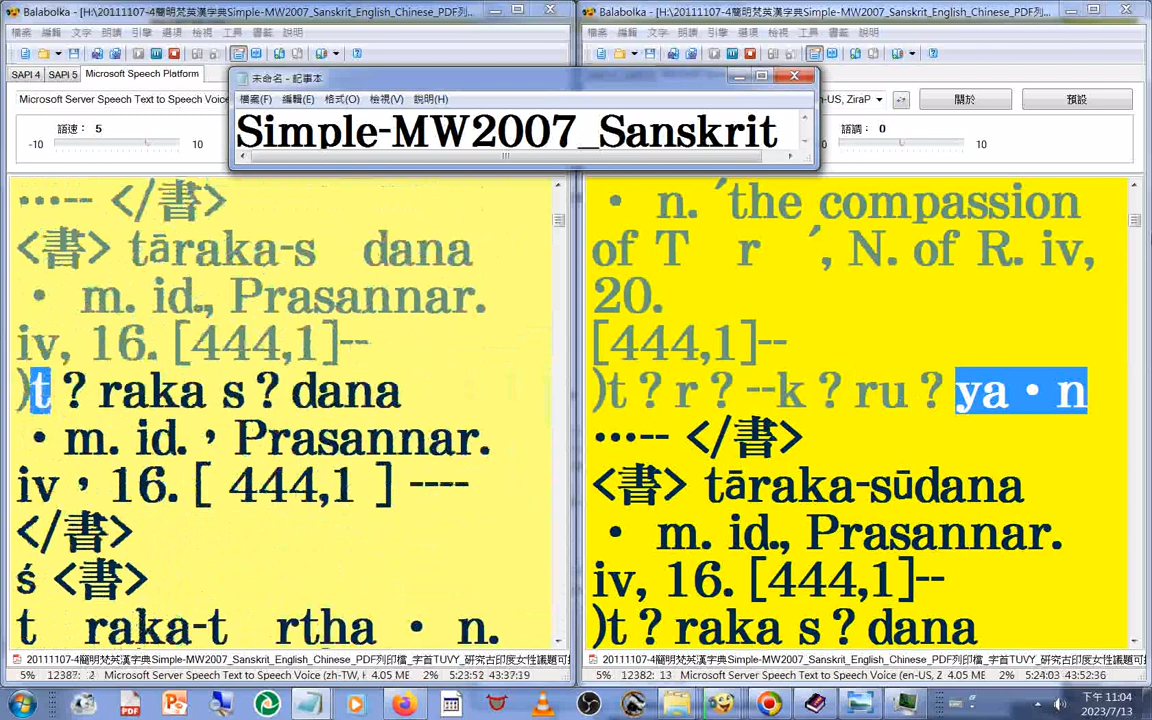 Balabolka - [H:\20111107-4簡明梵英漢字典Simple-MW2007_Sanskrit_English_Chinese_PDF列..
檔案 編輯 文字 朗讀 引擎 選項 檢視 工具 書籤 說明
SAPI 4 SAPI 5 Microsoft Speech Platform
Microsoft Server Speech Text to Speech Voice
語速: 5
-10 10
Balabolka - [H:\20111107-4簡明梵英漢字典Simple-MW2007_Sanskrit_English_Chinese_PDF列..
檔案 編輯 文字 朗讀 引擎 選項 檢視 工具 書籤 說明
n-US, ZiraP 關於 預設
語調: 0
10
未命名 - 記事本
檔案(F) 編輯(E) 格式(O) 檢視(V) 說明(H)
Simple-MW2007_Sanskrit
…-- </書>
<書> tāraka-s dana
• m. id., Prasannar.
iv, 16. [444,1]--
)t ? raka s ? dana
•m. id.，Prasannar.
iv，16. [ 444,1 ] ----
</書>
ś <書>
t raka-t rtha • n.
• n. ´the compassion
of T r ´, N. of R. iv,
20.
[444,1]--
)t ? r ? --k ? ru ? ya • n
…-- </書>
<書> tāraka-sūdana
• m. id., Prasannar.
iv, 16. [444,1]--
)t ? raka s ? dana
20111107-4簡明梵英漢字典Simple-MW2007_Sanskrit_English_Chinese_PDF列印檔_字首TUVY_研究古印度女性議題可
5% 12387: 2 Microsoft Server Speech Text to Speech Voice (zh-TW, H 4.05 ME 2% 5:23:52 43:37:19
20111107-4簡明梵英漢字典Simple-MW2007_Sanskrit_English_Chinese_PDF列印檔_字首TUVY_研究古印度女性議題可
5% 12382: 13 Microsoft Server Speech Text to Speech Voice (en-US, Z 4.05 ME 2% 5:24:03 43:52:36
下午 11:04
2023/7/13